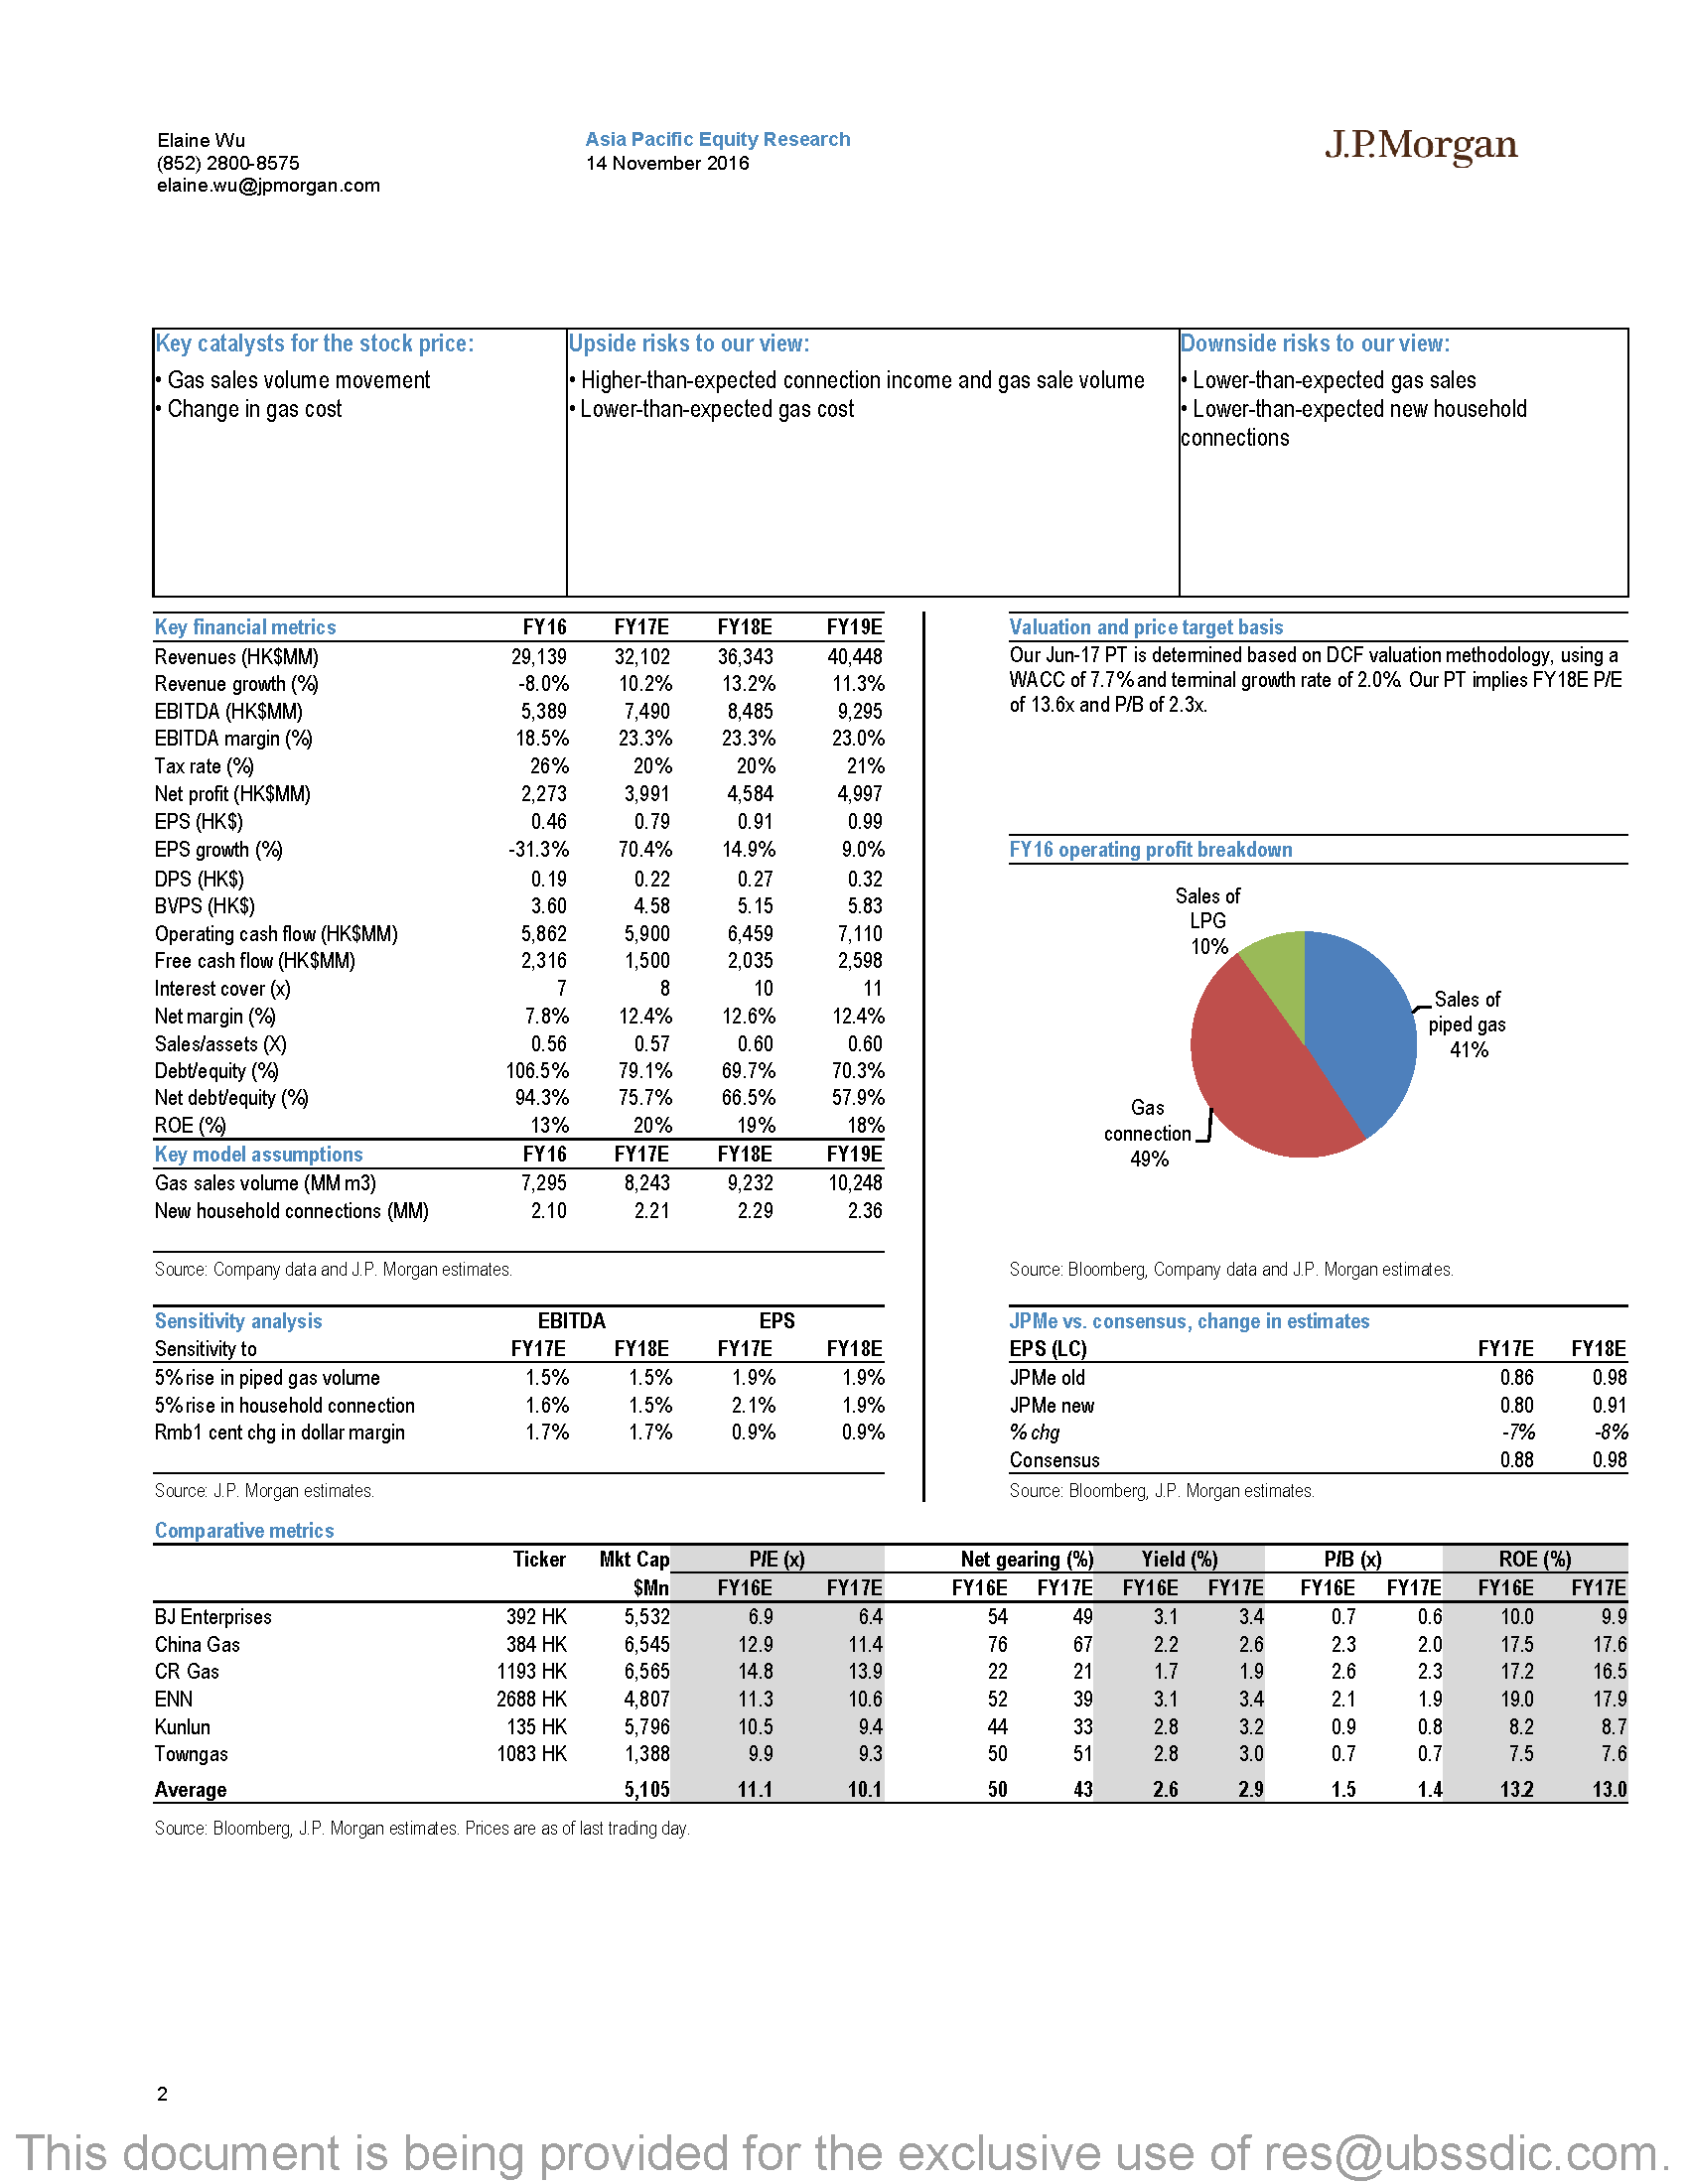 Elaine Wu
(852) 2800-8575
elaine.wu@jpmorgan.com
Asia Pacific Equity Research
14 November 2016
J.P.Morgan
Key catalysts for the stock price:
• Gas sales volume movement
• Change in gas cost
Upside risks to our view:
• Higher-than-expected connection income and gas sale volume
• Lower-than-expected gas cost
Downside risks to our view:
• Lower-than-expected gas sales
• Lower-than-expected new household
connections
Key financial metrics FY16 FY17E FY18E FY19E
Revenues (HK$MM) 29,139 32,102 36,343 40,448
Revenue growth (%) -8.0% 10.2% 13.2% 11.3%
EBITDA (HK$MM) 5,389 7,490 8,485 9,295
EBITDA margin (%) 18.5% 23.3% 23.3% 23.0%
Tax rate (%) 26% 20% 20% 21%
Net profit (HK$MM) 2,273 3,991 4,584 4,997
EPS (HK$) 0.46 0.79 0.91 0.99
EPS growth (%) -31.3% 70.4% 14.9% 9.0%
DPS (HK$) 0.19 0.22 0.27 0.32
BVPS (HK$) 3.60 4.58 5.15 5.83
Operating cash flow (HK$MM) 5,862 5,900 6,459 7,110
Free cash flow (HK$MM) 2,316 1,500 2,035 2,598
Interest cover (x) 7 8 10 11
Net margin (%) 7.8% 12.4% 12.6% 12.4%
Sales/assets (X) 0.56 0.57 0.60 0.60
Debt/equity (%) 106.5% 79.1% 69.7% 70.3%
Net debt/equity (%) 94.3% 75.7% 66.5% 57.9%
ROE (%) 13% 20% 19% 18%
Key model assumptions FY16 FY17E FY18E FY19E
Gas sales volume (MM m3) 7,295 8,243 9,232 10,248
New household connections (MM) 2.10 2.21 2.29 2.36
Source: Company data and J.P. Morgan estimates.
Valuation and price target basis
Our Jun-17 PT is determined based on DCF valuation methodology, using a
WACC of 7.7% and terminal growth rate of 2.0%. Our PT implies FY18E P/E
of 13.6x and P/B of 2.3x.
FY16 operating profit breakdown
Sales of
LPG
10%
Sales of
piped gas
41%
Gas
connection
49%
Source: Bloomberg, Company data and J.P. Morgan estimates.
Sensitivity analysis EBITDA EPS
Sensitivity to FY17E FY18E FY17E FY18E
5% rise in piped gas volume 1.5% 1.5% 1.9% 1.9%
5% rise in household connection 1.6% 1.5% 2.1% 1.9%
Rmb1 cent chg in dollar margin 1.7% 1.7% 0.9% 0.9%
Source: J.P. Morgan estimates.
JPMe vs. consensus, change in estimates
EPS (LC) FY17E FY18E
JPMe old 0.86 0.98
JPMe new 0.80 0.91
% chg -7% -8%
Consensus 0.88 0.98
Source: Bloomberg, J.P. Morgan estimates.
Comparative metrics
Ticker Mkt Cap P/E (x) Net gearing (%) Yield (%) P/B (x) ROE (%)
$Mn FY16E FY17E FY16E FY17E FY16E FY17E FY16E FY17E FY16E FY17E
BJ Enterprises 392 HK 5,532 6.9 6.4 54 49 3.1 3.4 0.7 0.6 10.0 9.9
China Gas 384 HK 6,545 12.9 11.4 76 67 2.2 2.6 2.3 2.0 17.5 17.6
CR Gas 1193 HK 6,565 14.8 13.9 22 21 1.7 1.9 2.6 2.3 17.2 16.5
ENN 2688 HK 4,807 11.3 10.6 52 39 3.1 3.4 2.1 1.9 19.0 17.9
Kunlun 135 HK 5,796 10.5 9.4 44 33 2.8 3.2 0.9 0.8 8.2 8.7
Towngas 1083 HK 1,388 9.9 9.3 50 51 2.8 3.0 0.7 0.7 7.5 7.6
Average 5,105 11.1 10.1 50 43 2.6 2.9 1.5 1.4 13.2 13.0
Source: Bloomberg, J.P. Morgan estimates. Prices are as of last trading day.
2
This document is being provided for the exclusive use of res@ubssdic.com.